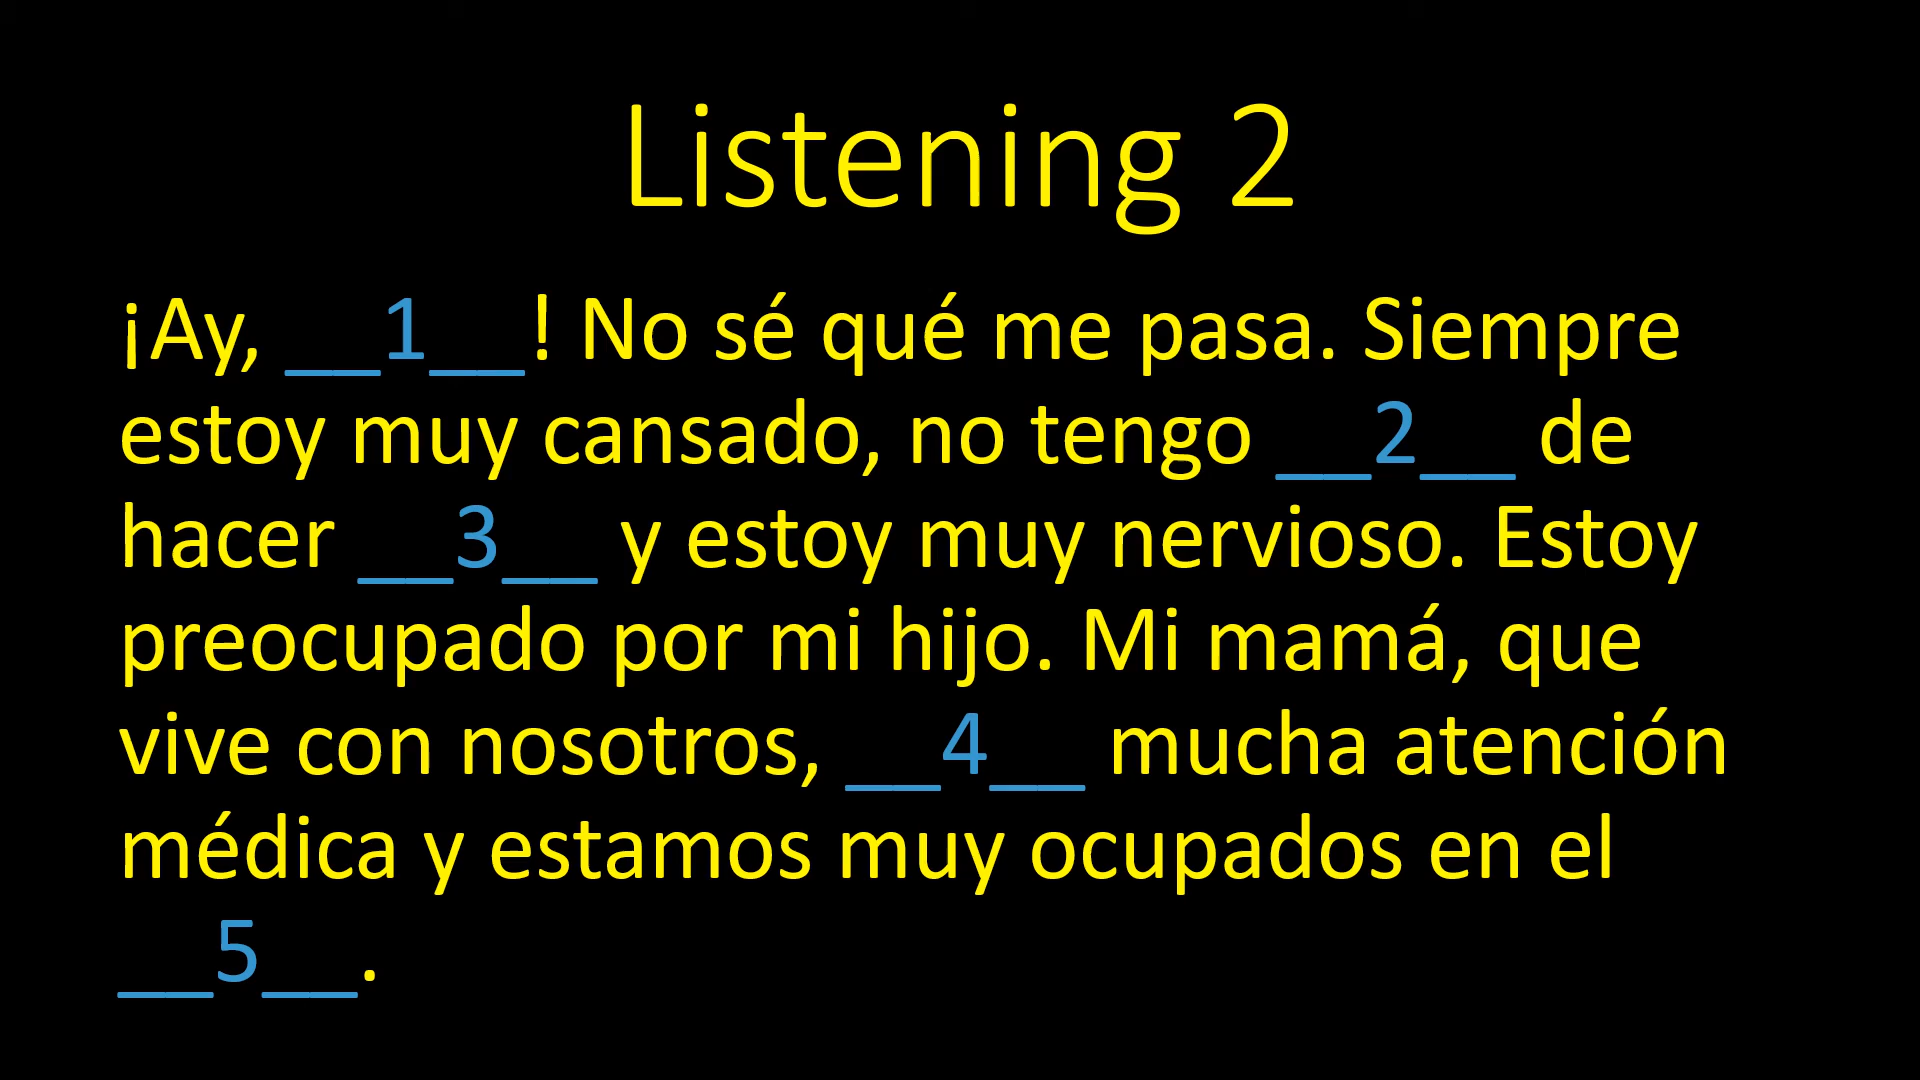 Listening 2
¡Ay, __1__! No sé qué me pasa. Siempre
estoy muy cansado, no tengo __2__ de
hacer __3__ y estoy muy nervioso. Estoy
preocupado por mi hijo. Mi mamá, que
vive con nosotros, __4__ mucha atención
médica y estamos muy ocupados en el
__5__.